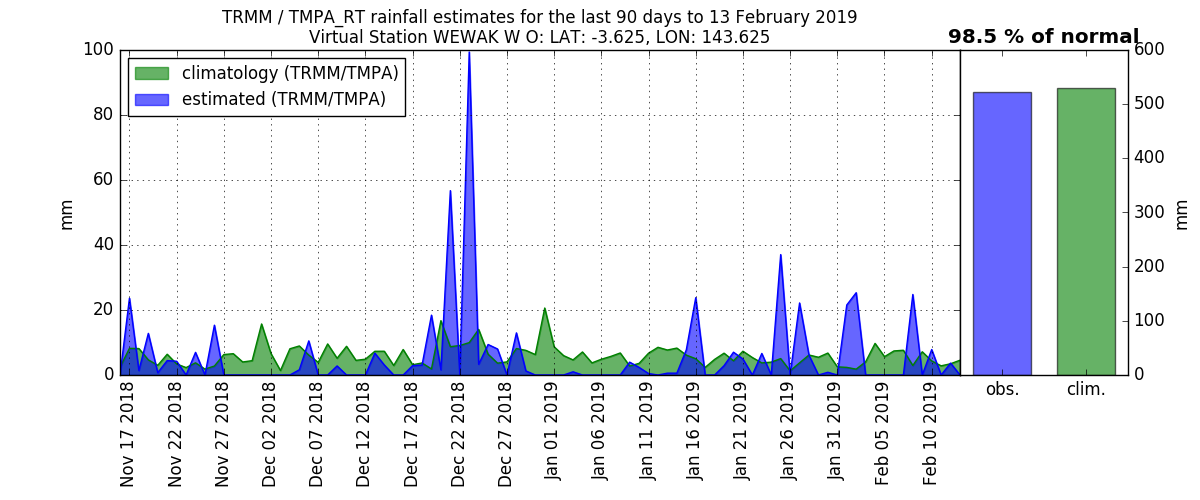 TRMM / TMPA_RT rainfall estimates for the last 90 days to 13 February 2019
Virtual Station WEWAK W O: LAT: -3.625, LON: 143.625
98.5 % of normal
climatology (TRMM/TMPA)
estimated (TRMM/TMPA)
100
80
60
40
20
0
mm
Nov 17 2018
Nov 22 2018
Nov 27 2018
Dec 02 2018
Dec 07 2018
Dec 12 2018
Dec 17 2018
Dec 22 2018
Dec 27 2018
Jan 01 2019
Jan 06 2019
Jan 11 2019
Jan 16 2019
Jan 21 2019
Jan 26 2019
Jan 31 2019
Feb 05 2019
Feb 10 2019
obs.
clim.
600
500
400
300
200
100
0
mm